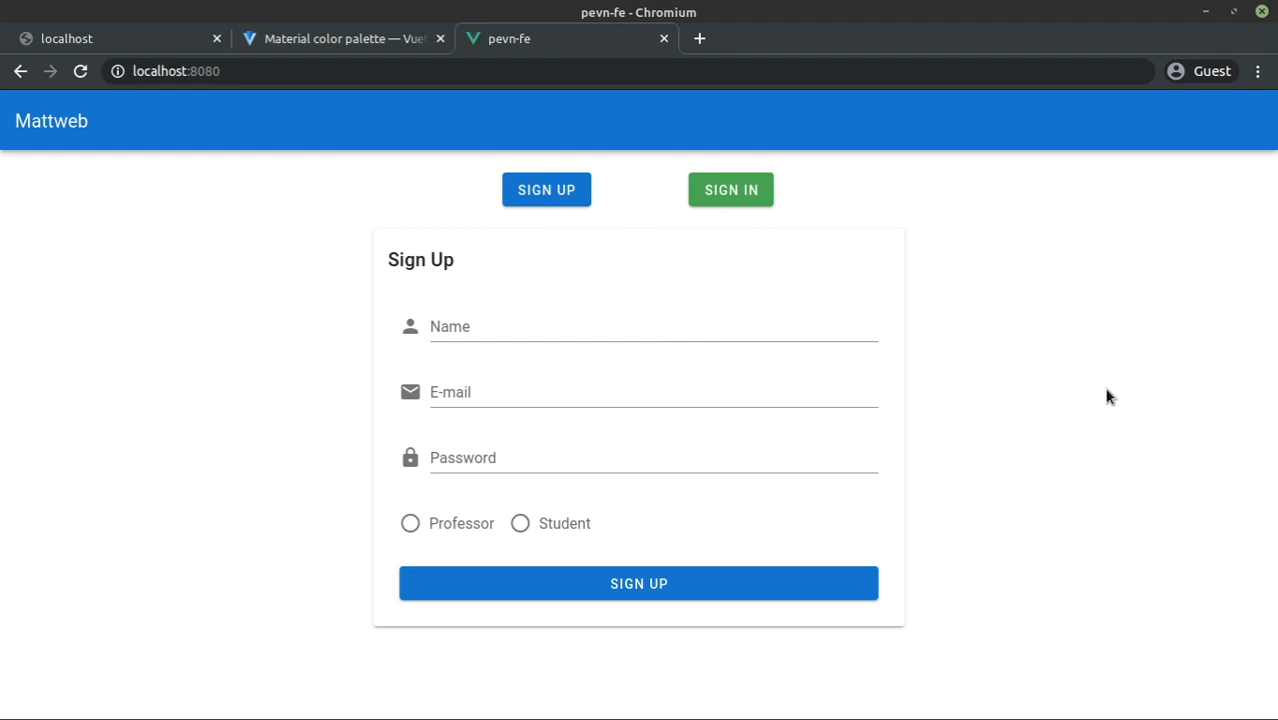 pevn-fe - Chromium
localhost
Material color palette — Vuet
pevn-fe
localhost:8080
Guest
Mattweb
SIGN UP
SIGN IN
Sign Up
Name
E-mail
Password
Professor
Student
SIGN UP